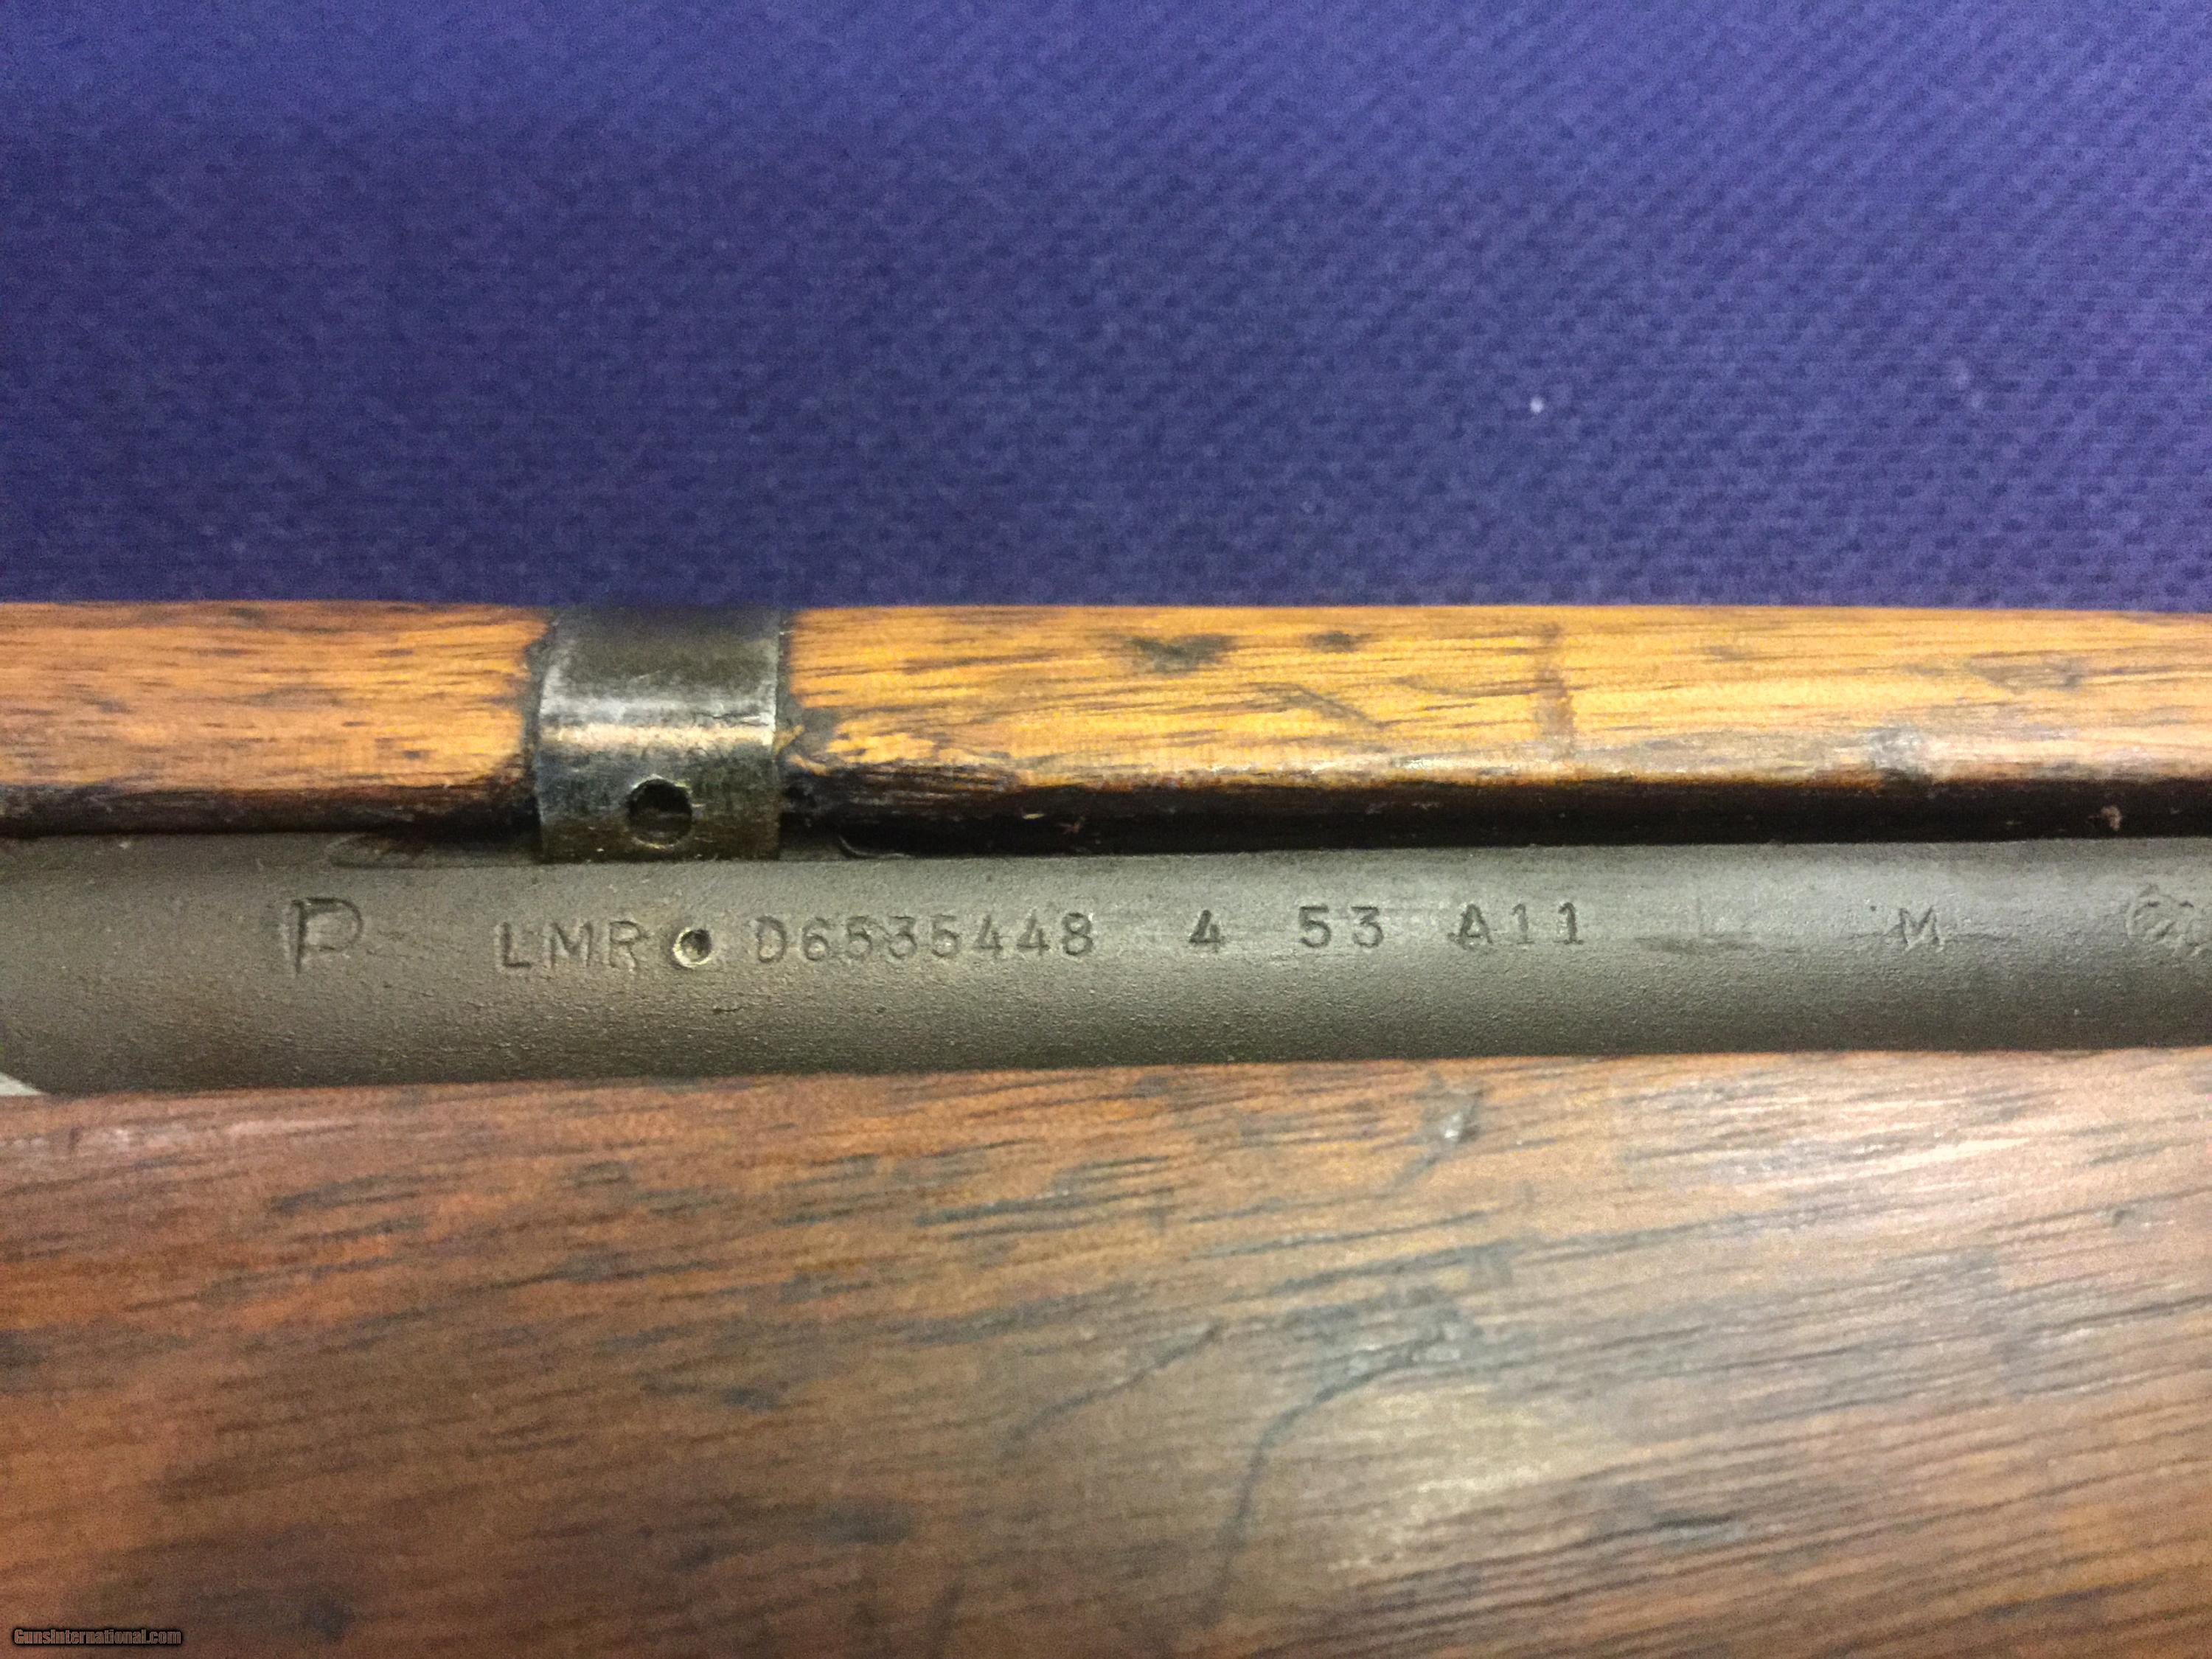 P LMR D6535448 4 53 A11 M
GunsInternational.com